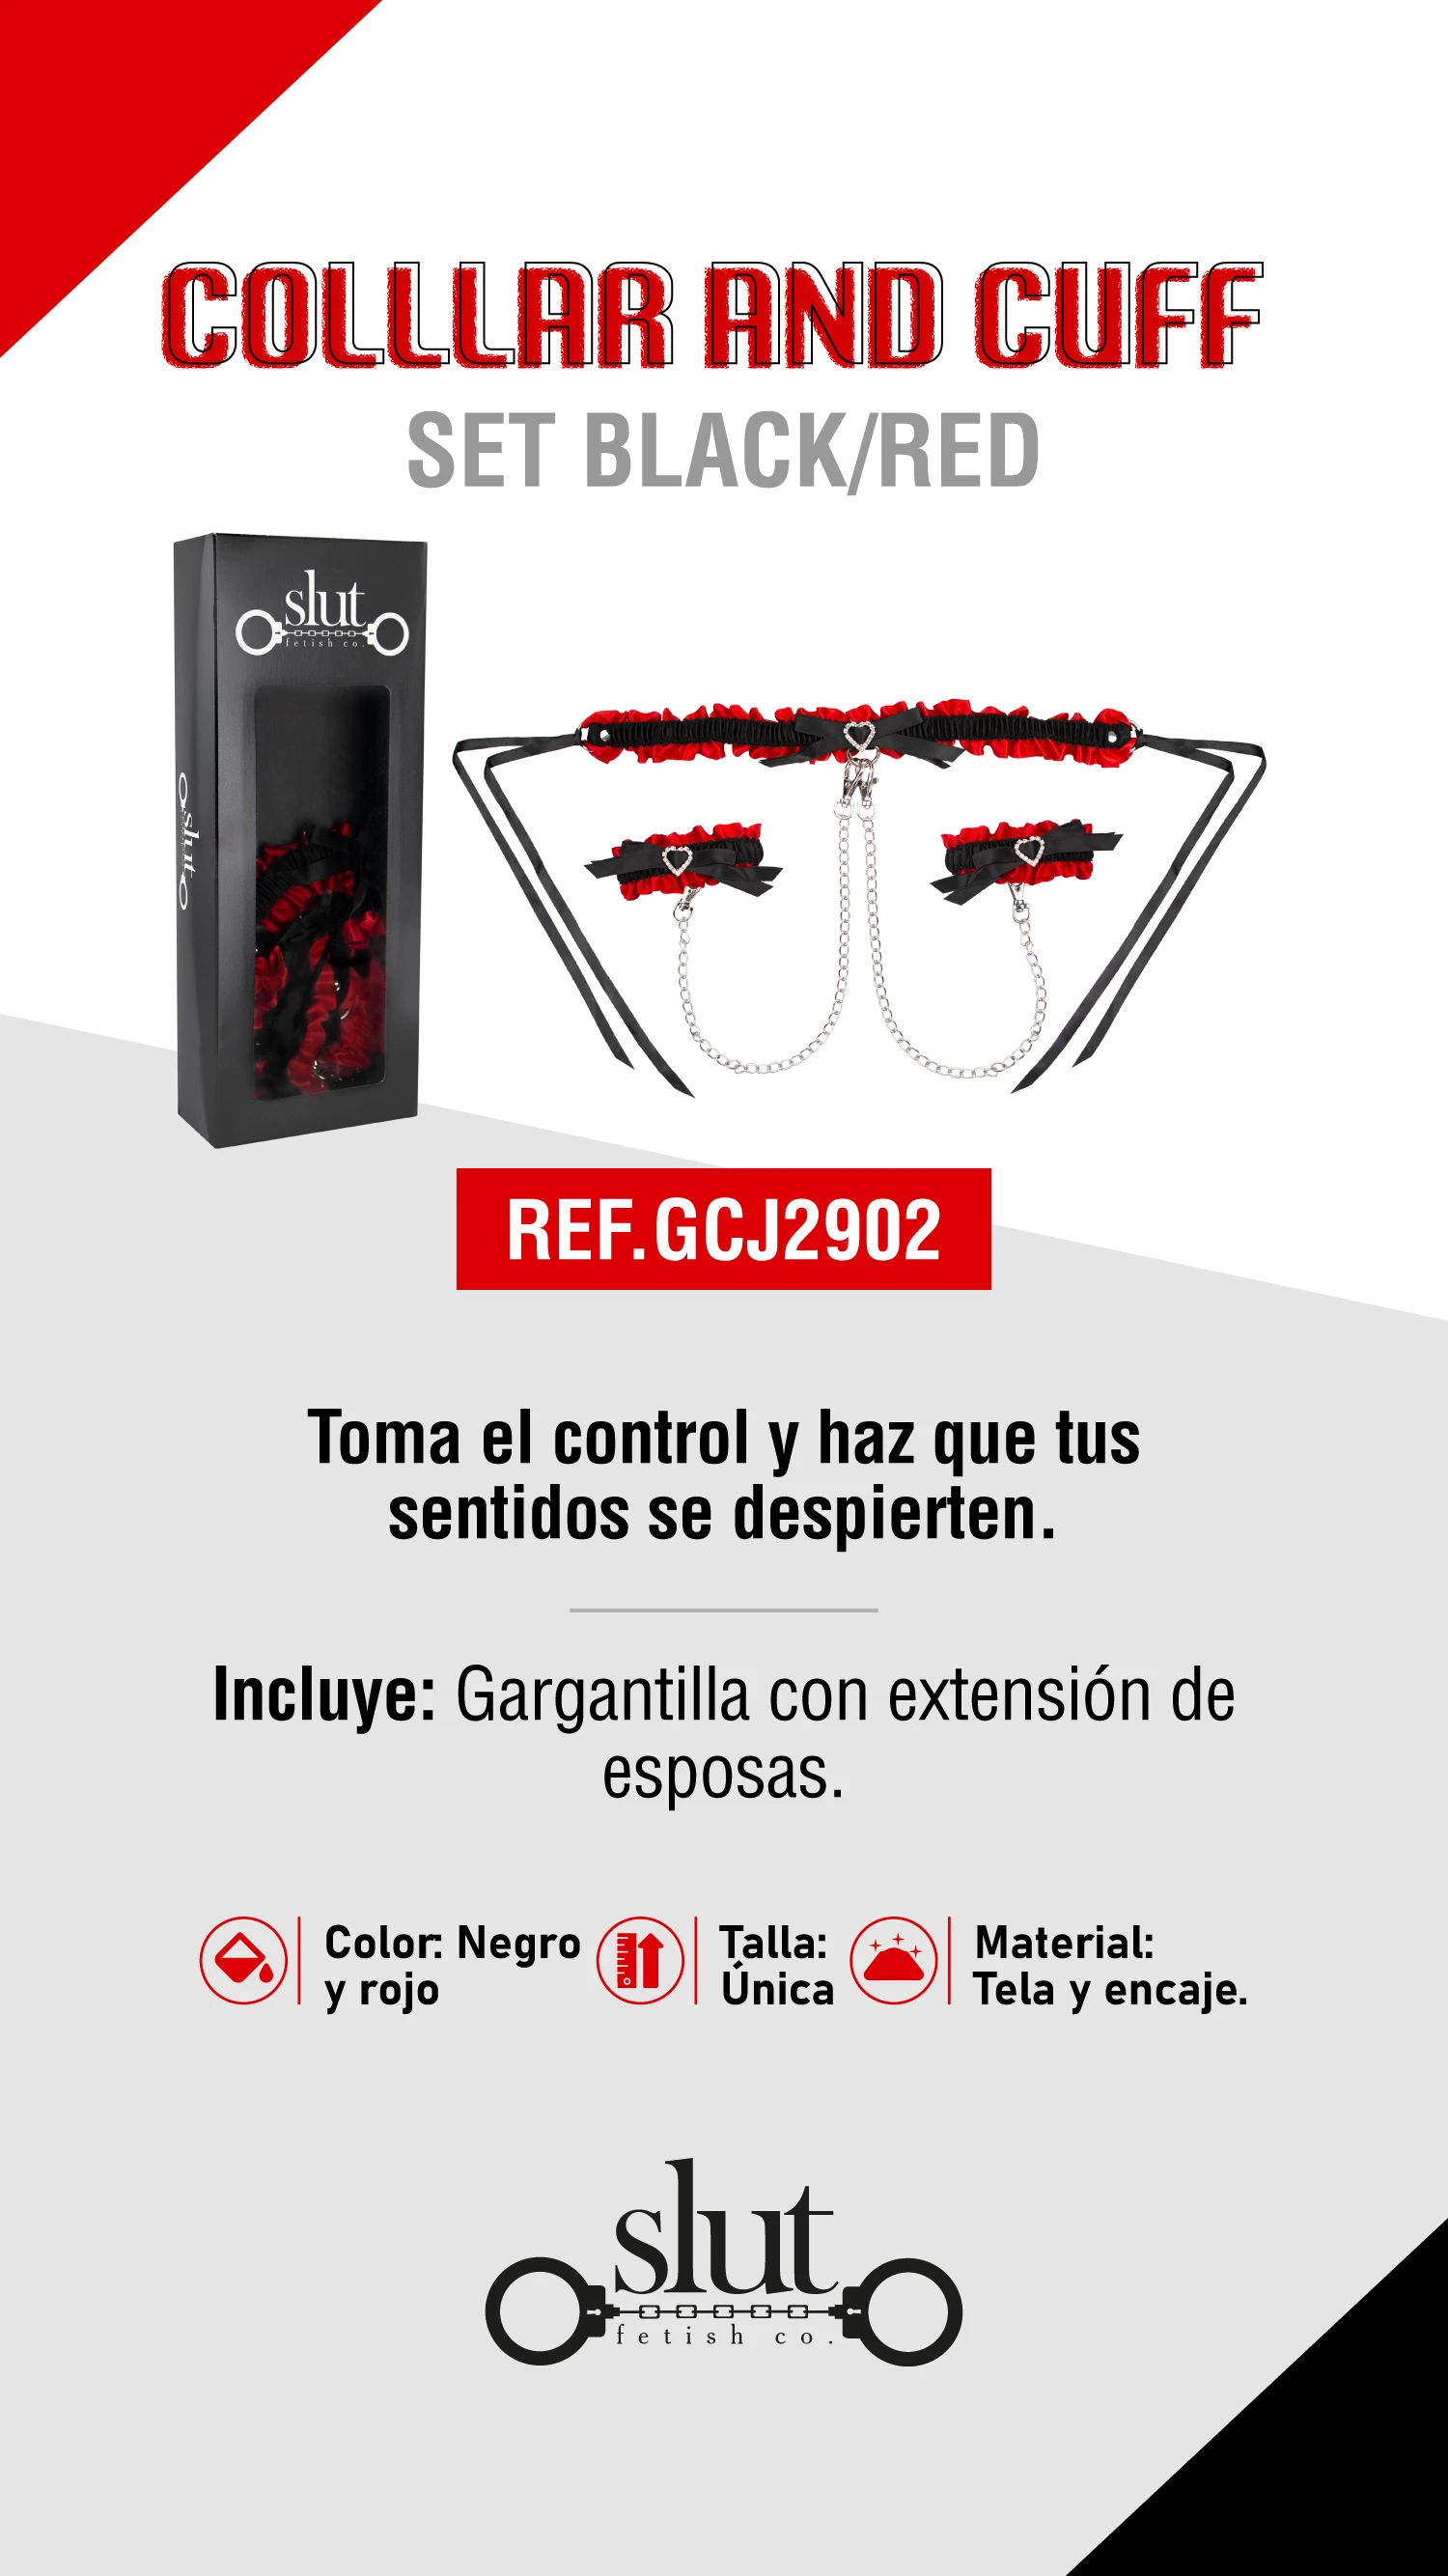 COLLLAR AND CUFF
SET BLACK/RED
slut
fetish co.
slut
REF.GCJ2902
Toma el control y haz que tus
sentidos se despierten.
Incluye: Gargantilla con extensión de
esposas.
Color: Negro
y rojo
Talla:
Única
Material:
Tela y encaje.
slut
fetish co.